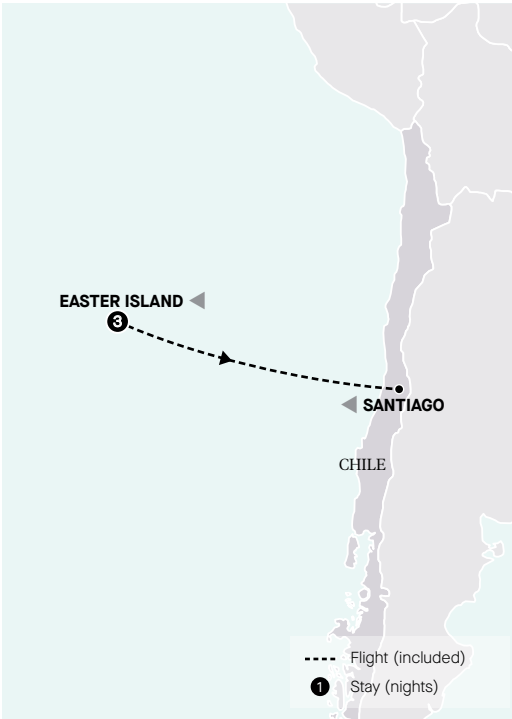 EASTER ISLAND
3
SANTIAGO
CHILE
Flight (included)
1 Stay (nights)